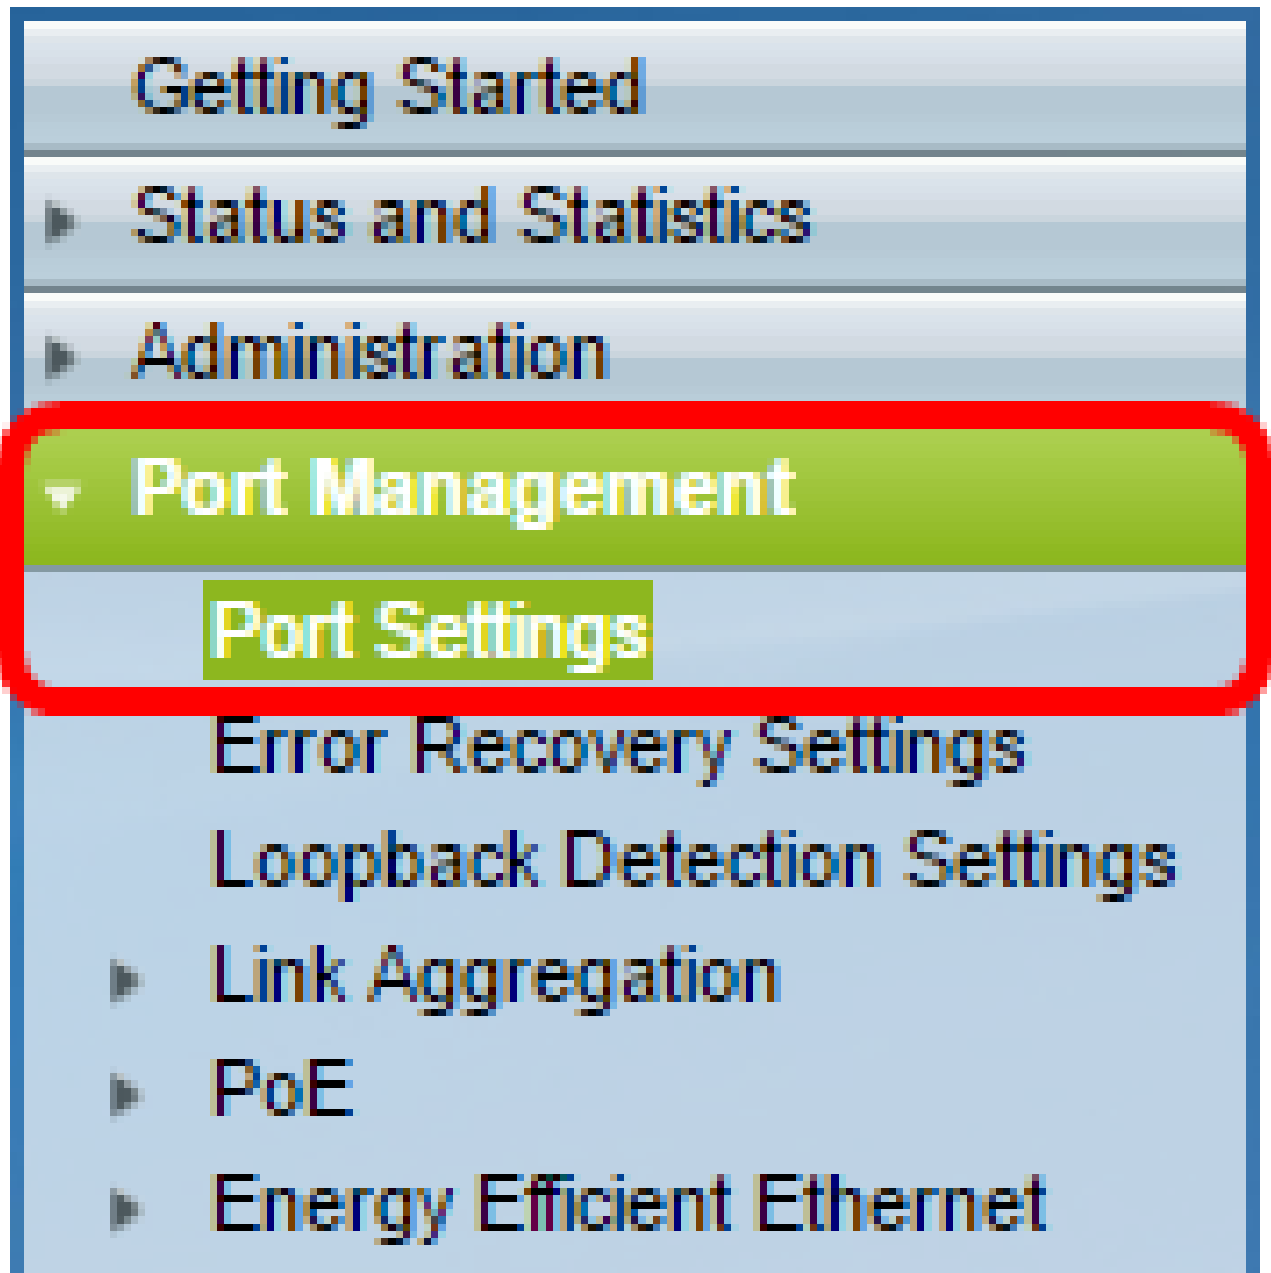 Getting Started
Status and Statistics
Administration
Port Management
Port Settings
Error Recovery Settings
Loopback Detection Settings
Link Aggregation
PoE
Energy Efficient Ethernet